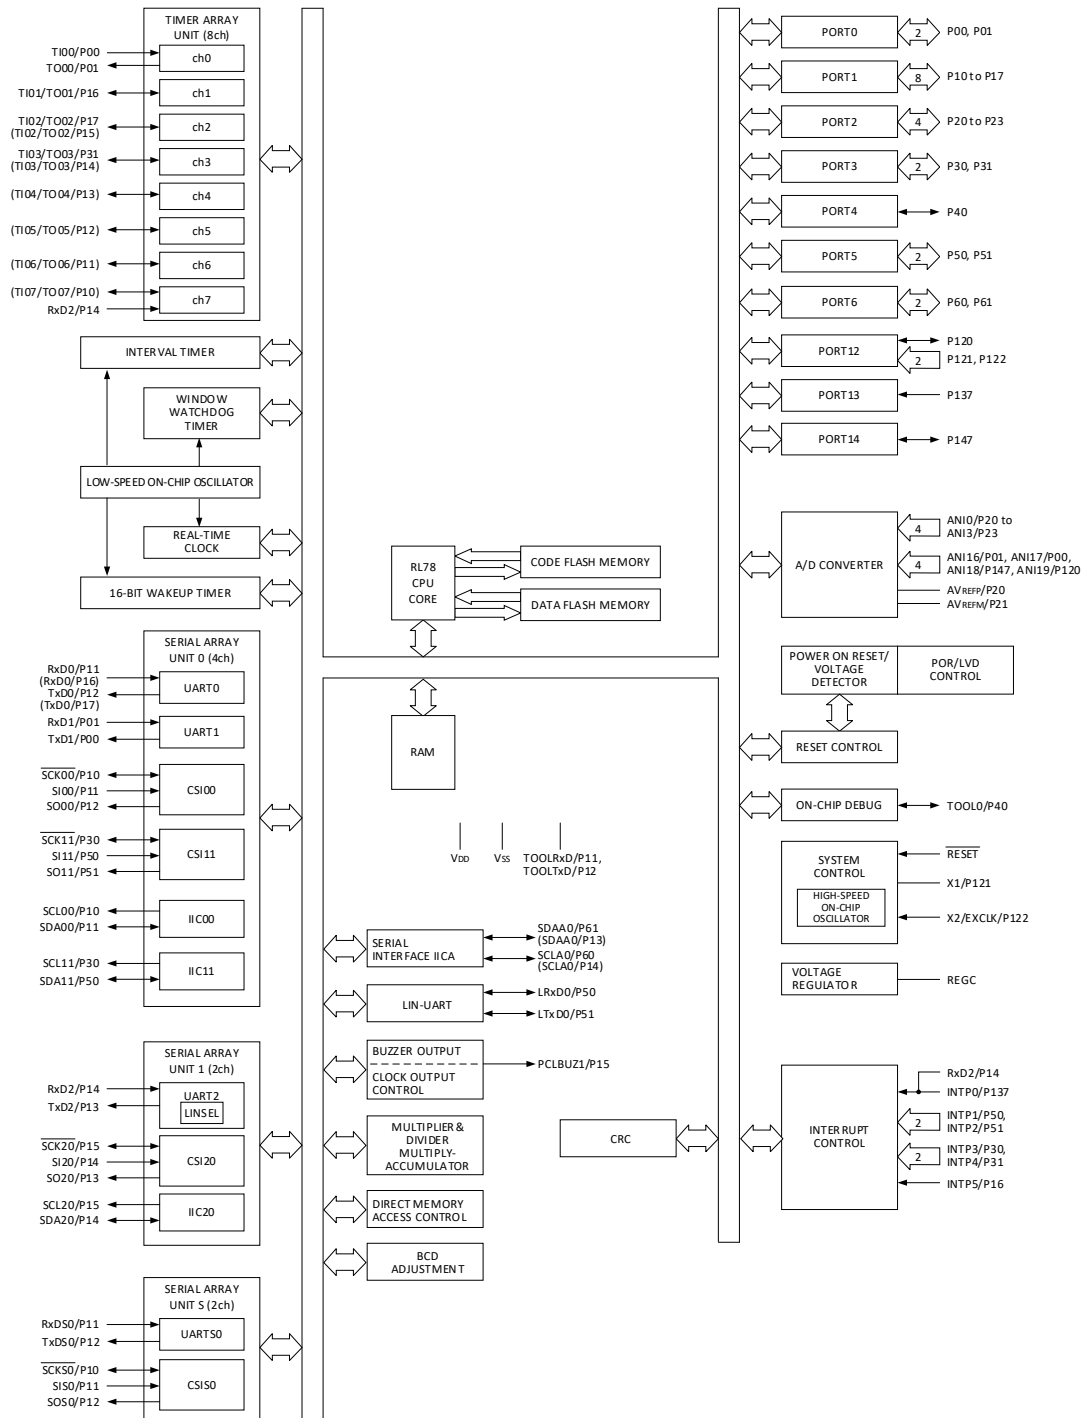 TIMER ARRAY
UNIT (8ch)
TI00/P00
TO00/P01
ch0
TI01/TO01/P16
ch1
TI02/TO02/P17
(TI02/TO02/P15)
ch2
TI03/TO03/P31
(TI03/TO03/P14)
ch3
(TI04/TO04/P13)
ch4
(TI05/TO05/P12)
ch5
(TI06/TO06/P11)
ch6
(TI07/TO07/P10)
RxD2/P14
ch7
INTERVAL TIMER
WINDOW
WATCHDOG
TIMER
LOW-SPEED ON-CHIP OSCILLATOR
REAL-TIME
CLOCK
16-BIT WAKEUP TIMER
SERIAL ARRAY
UNIT 0 (4ch)
RxD0/P11
(RxD0/P16)
TxD0/P12
(TxD0/P17)
UART0
RxD1/P01
TxD1/P00
UART1
SCK00/P10
SI00/P11
SO00/P12
CSI00
SCK11/P30
SI11/P50
SO11/P51
CSI11
SCL00/P10
SDA00/P11
IIC00
SCL11/P30
SDA11/P50
IIC11
SERIAL ARRAY
UNIT 1 (2ch)
RxD2/P14
TxD2/P13
UART2
LINSEL
SCK20/P15
SI20/P14
SO20/P13
CSI20
SCL20/P15
SDA20/P14
IIC20
SERIAL ARRAY
UNIT S (2ch)
RxDS0/P11
TxDS0/P12
UARTS0
SCKS0/P10
SIS0/P11
SOS0/P12
CSIS0
RL78
CPU
CORE
CODE FLASH MEMORY
DATA FLASH MEMORY
RAM
VDD
VSS
TOOLRxD/P11,
TOOLTxD/P12
SERIAL
INTERFACE IICA
SDAA0/P61
(SDAA0/P13)
SCLA0/P60
(SCLA0/P14)
LIN-UART
LRxD0/P50
LTxD0/P51
BUZZER OUTPUT
CLOCK OUTPUT
CONTROL
PCLBUZ1/P15
MULTIPLIER &
DIVIDER
MULTIPLY-
ACCUMULATOR
DIRECT MEMORY
ACCESS CONTROL
BCD
ADJUSTMENT
CRC
PORT0
2
P00, P01
PORT1
8
P10 to P17
PORT2
4
P20 to P23
PORT3
2
P30, P31
PORT4
P40
PORT5
2
P50, P51
PORT6
2
P60, P61
PORT12
P120
2
P121, P122
PORT13
P137
PORT14
P147
A/D CONVERTER
4
ANI0/P20 to
ANI3/P23
4
ANI16/P01, ANI17/P00,
ANI18/P147, ANI19/P120
AVREFP/P20
AVREFM/P21
POWER ON RESET/
VOLTAGE
DETECTOR
POR/LVD
CONTROL
RESET CONTROL
ON-CHIP DEBUG
TOOL0/P40
SYSTEM
CONTROL
HIGH-SPEED
ON-CHIP
OSCILLATOR
RESET
X1/P121
X2/EXCLK/P122
VOLTAGE
REGULATOR
REGC
INTERRUPT
CONTROL
RxD2/P14
INTP0/P137
2
INTP1/P50,
INTP2/P51
2
INTP3/P30,
INTP4/P31
INTP5/P16